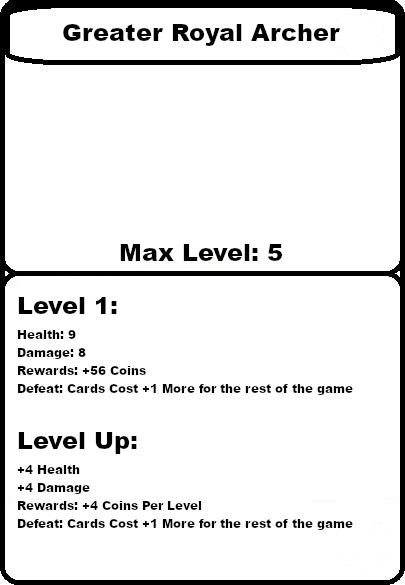 Greater Royal Archer
Max Level: 5
Level 1:
Health: 9
Damage: 8
Rewards: +56 Coins
Defeat: Cards Cost +1 More for the rest of the game
Level Up:
+4 Health
+4 Damage
Rewards: +4 Coins Per Level
Defeat: Cards Cost +1 More for the rest of the game